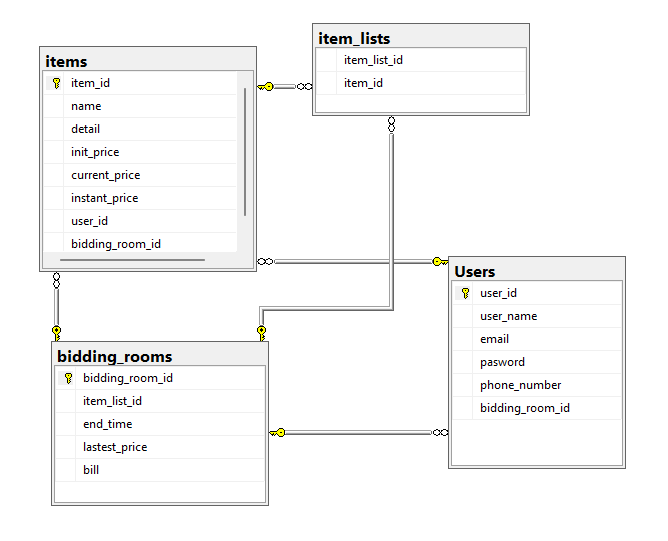 items
item_id
name
detail
init_price
current_price
instant_price
user_id
bidding_room_id
item_lists
item_list_id
item_id
Users
user_id
user_name
email
pasword
phone_number
bidding_room_id
bidding_rooms
bidding_room_id
item_list_id
end_time
lastest_price
bill